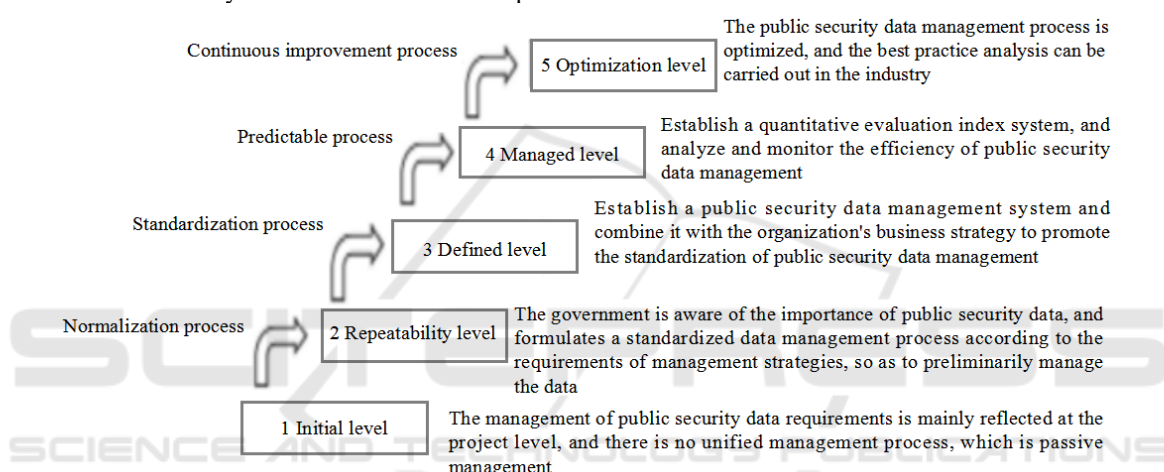 The public security data management process is
Continuous improvement process
5 Optimization level
optimized, and the best practice analysis can be
carried out in the industry
Predictable process
4 Managed level
Establish a quantitative evaluation index system, and
analyze and monitor the efficiency of public security
data management
Standardization process
3 Defined level
Establish a public security data management system and
combine it with the organization's business strategy to promote
the standardization of public security data management
Normalization process
2 Repeatability level
The government is aware of the importance of public security data, and
formulates a standardized data management process according to the
requirements of management strategies, so as to preliminarily manage
the data
1 Initial level
The management of public security data requirements is mainly reflected at the
project level, and there is no unified management process, which is passive
management
SCITEPRESS
SCIENCE AND TECHNOLOGY PUBLICATIONS